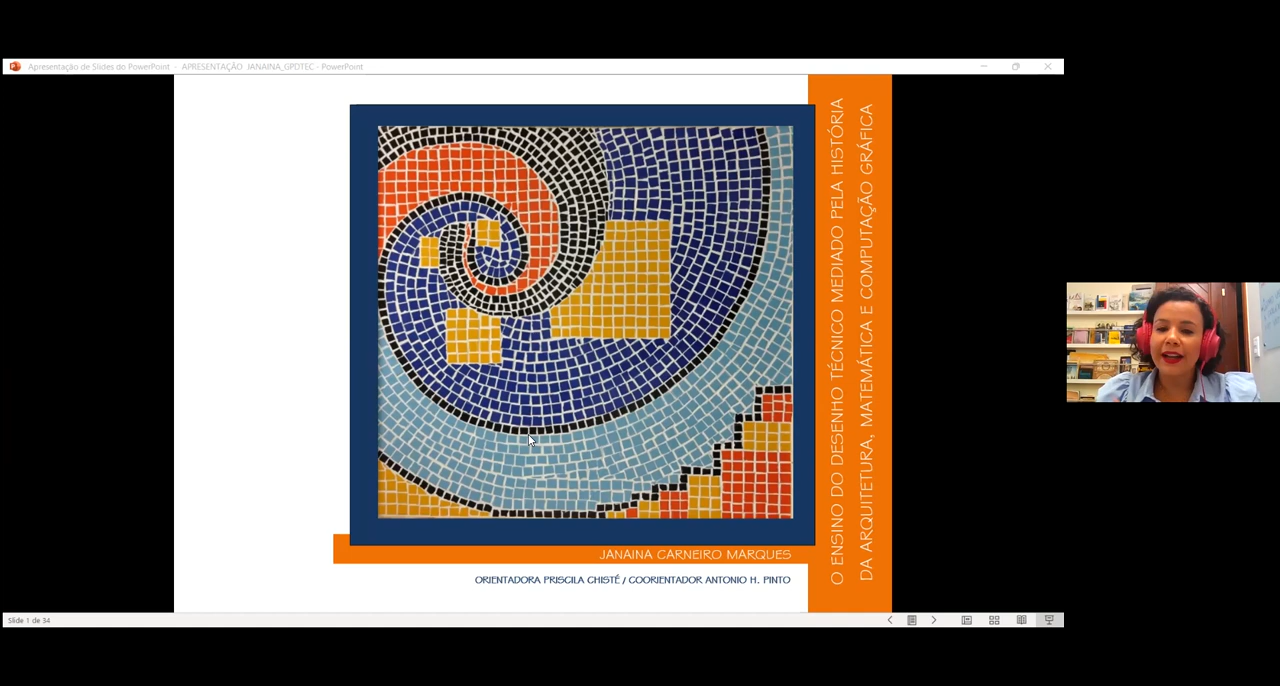 Apresentação de Slides do PowerPoint - APRESENTAÇÃO JANAINA_GPDTEC - PowerPoint
O ENSINO DO DESENHO TÉCNICO MEDIADO PELA HISTÓRIA
DA ARQUITETURA, MATEMÁTICA E COMPUTAÇÃO GRÁFICA
JANAINA CARNEIRO MARQUES
ORIENTADORA PRISCILA CHISTÉ / COORIENTADOR ANTONIO H. PINTO
Slide 1 de 34